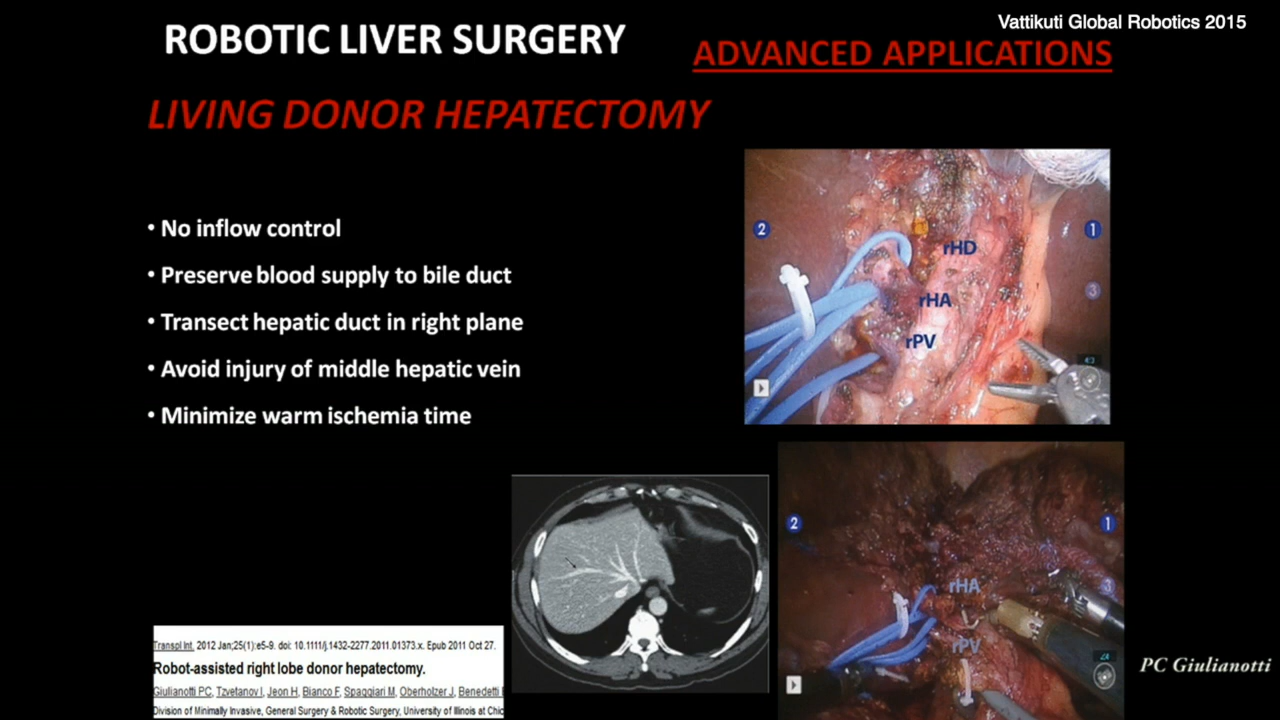 Vattikuti Global Robotics 2015
ROBOTIC LIVER SURGERY
ADVANCED APPLICATIONS
LIVING DONOR HEPATECTOMY
• No inflow control
• Preserve blood supply to bile duct
• Transect hepatic duct in right plane
• Avoid injury of middle hepatic vein
• Minimize warm ischemia time
2
1
rHD
3
rHA
rPV
2
1
rHA
3
rPV
Transpl Int. 2012 Jan;25(1):e5-9. doi: 10.1111/j.1432-2277.2011.01373.x. Epub 2011 Oct 27.
Robot-assisted right lobe donor hepatectomy.
Giulianotti PC, Tzvetanov I, Jeon H, Bianco F, Spaggiari M, Oberholzer J, Benedetti
Division of Minimally Invasive, General Surgery & Robotic Surgery, University of Illinois at Chic
PC Giulianotti